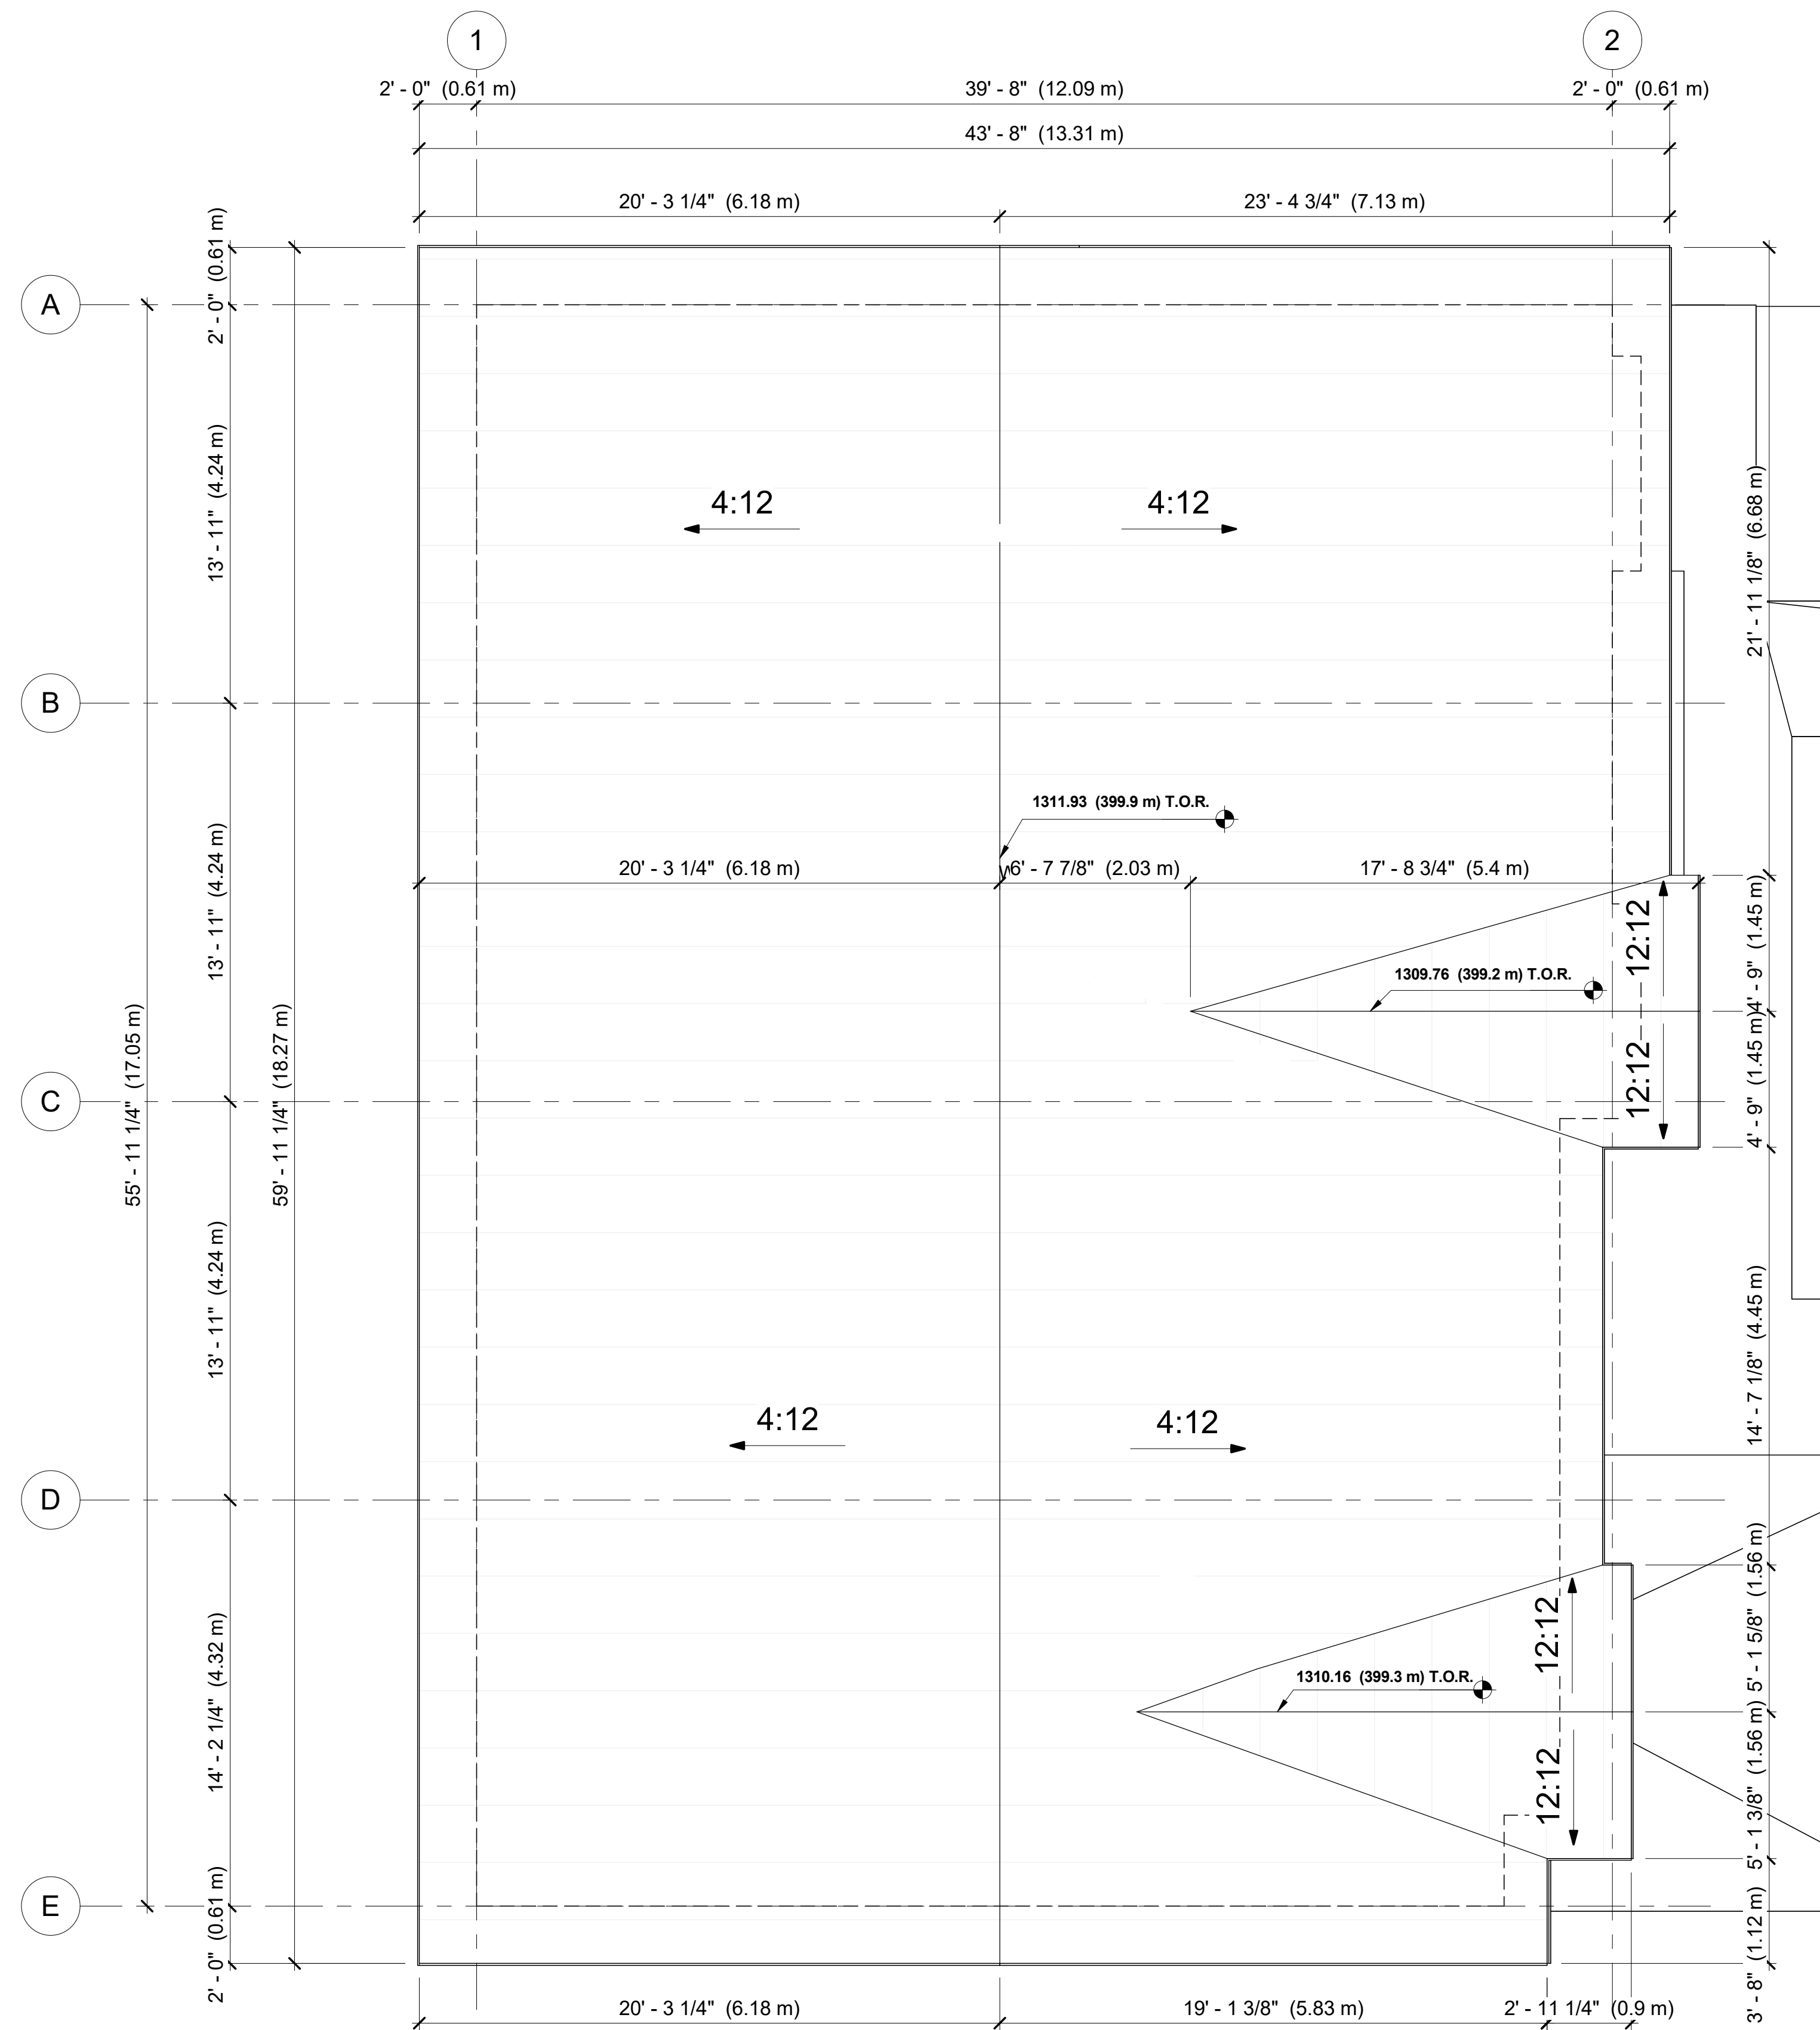 1
2
2' - 0" (0.61 m)
39' - 8" (12.09 m)
2' - 0" (0.61 m)
43' - 8" (13.31 m)
20' - 3 1/4" (6.18 m)
23' - 4 3/4" (7.13 m)
2' - 0" (0.61 m)
A
13' - 11" (4.24 m)
4:12
4:12
21' - 11 1/8" (6.68 m)
B
1311.93 (399.9 m) T.O.R.
13' - 11" (4.24 m)
20' - 3 1/4" (6.18 m)
6' - 7 7/8" (2.03 m)
17' - 8 3/4" (5.4 m)
12:12
4' - 9" (1.45 m)
1309.76 (399.2 m) T.O.R.
55' - 11 1/4" (17.05 m)
59' - 11 1/4" (18.27 m)
C
12:12
4' - 9" (1.45 m)
13' - 11" (4.24 m)
14' - 7 1/8" (4.45 m)
4:12
4:12
D
12:12
5' - 1 5/8" (1.56 m)
14' - 2 1/4" (4.32 m)
1310.16 (399.3 m) T.O.R.
12:12
5' - 1 3/8" (1.56 m)
E
2' - 0" (0.61 m)
3' - 8" (1.12 m)
20' - 3 1/4" (6.18 m)
19' - 1 3/8" (5.83 m)
2' - 11 1/4" (0.9 m)